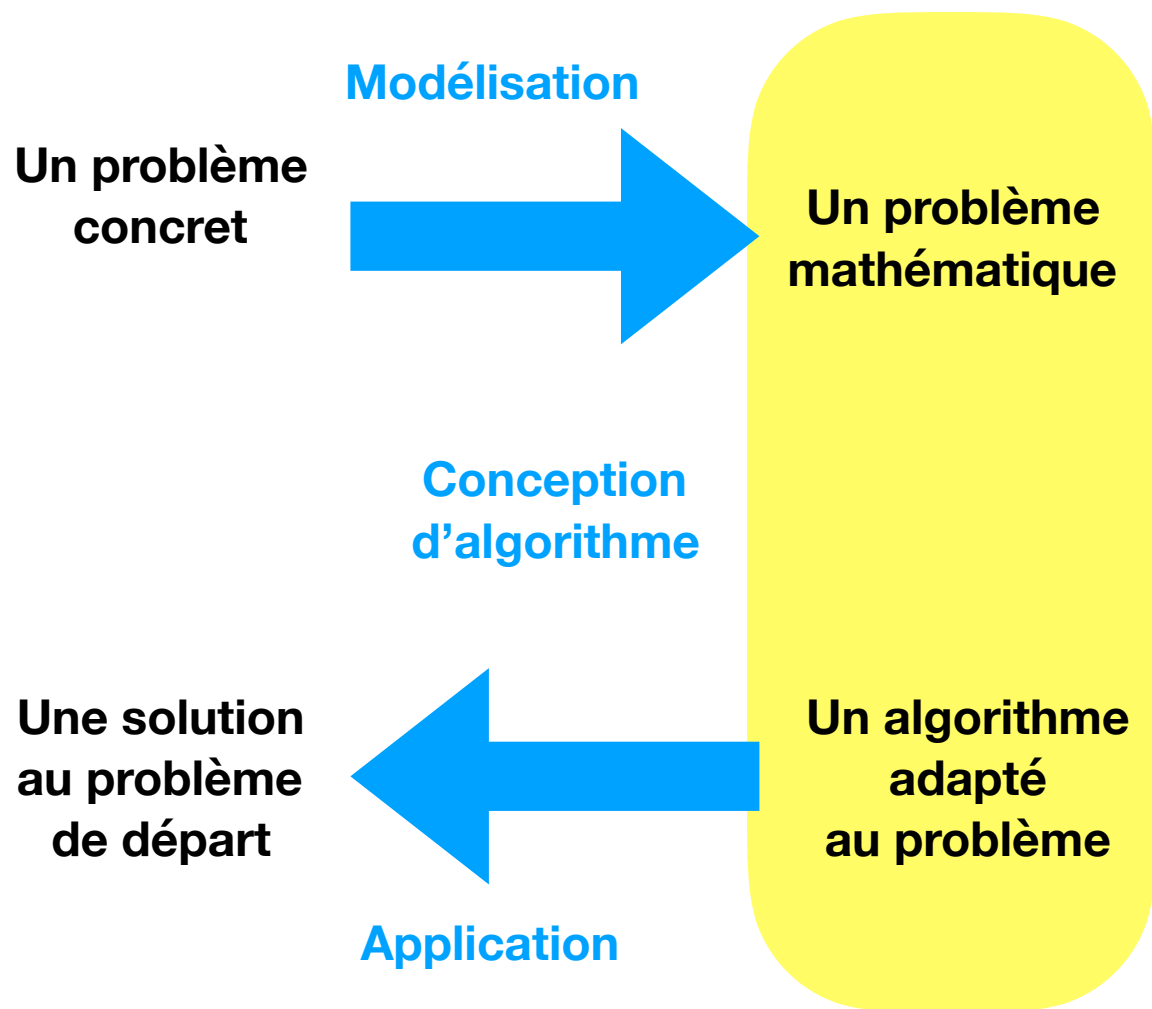 Modélisation
Un problème
concret
Un problème
mathématique
Conception
d’algorithme
Une solution
au problème
de départ
Un algorithme
adapté
au problème
Application